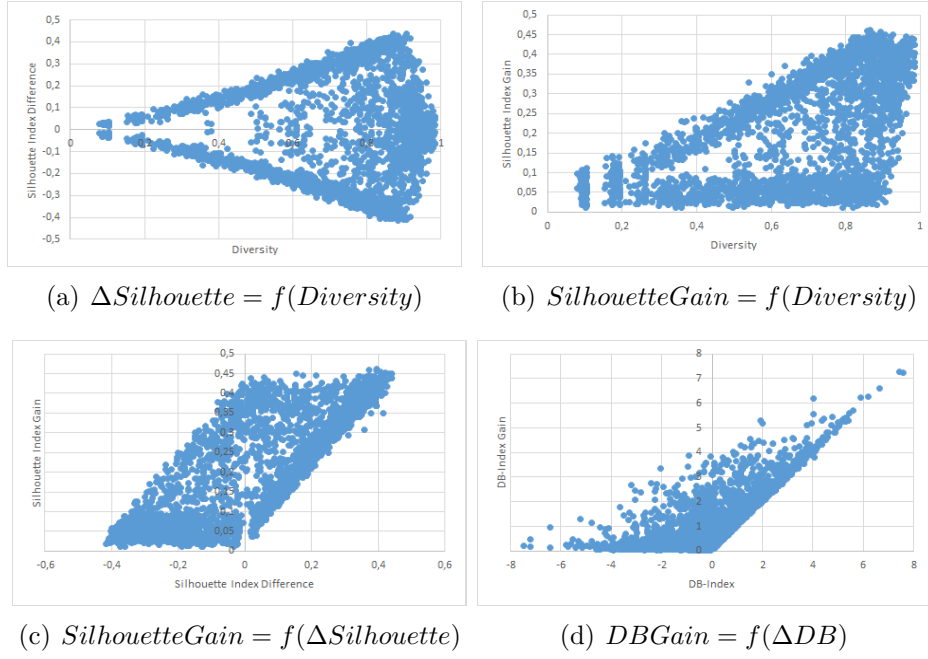 0,5
0,4
0,3
0,2
0,1
0
-0,1
-0,2
-0,3
-0,4
-0,5
0 0,2 0,4 0,6 0,8 1
Silhouette Index Difference
Diversity
(a) ΔSilhouette = f(Diversity)
0,5
0,45
0,4
0,35
0,3
0,25
0,2
0,15
0,1
0,05
0
0 0,2 0,4 0,6 0,8 1
Silhouette Index Gain
Diversity
(b) SilhouetteGain = f(Diversity)
0,5
0,45
0,4
0,35
0,3
0,25
0,2
0,15
0,1
0,05
0
-0,6 -0,4 -0,2 0 0,2 0,4 0,6
Silhouette Index Gain
Silhouette Index Difference
(c) SilhouetteGain = f(ΔSilhouette)
8
7
6
5
4
3
2
1
0
-8 -6 -4 -2 0 2 4 6 8
DB-Index Gain
DB-Index
(d) DBGain = f(ΔDB)